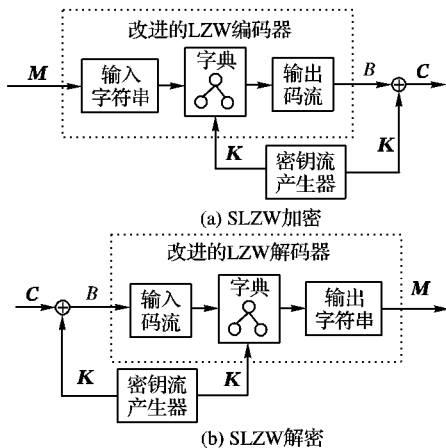 改进的LZW编码器
M
输入
字符串
字典
输出
码流
B
C
K
密钥流
产生器
K
(a) SLZW加密
改进的LZW解码器
C
B
输入
码流
字典
输出
字符串
M
K
密钥流
产生器
K
(b) SLZW解密